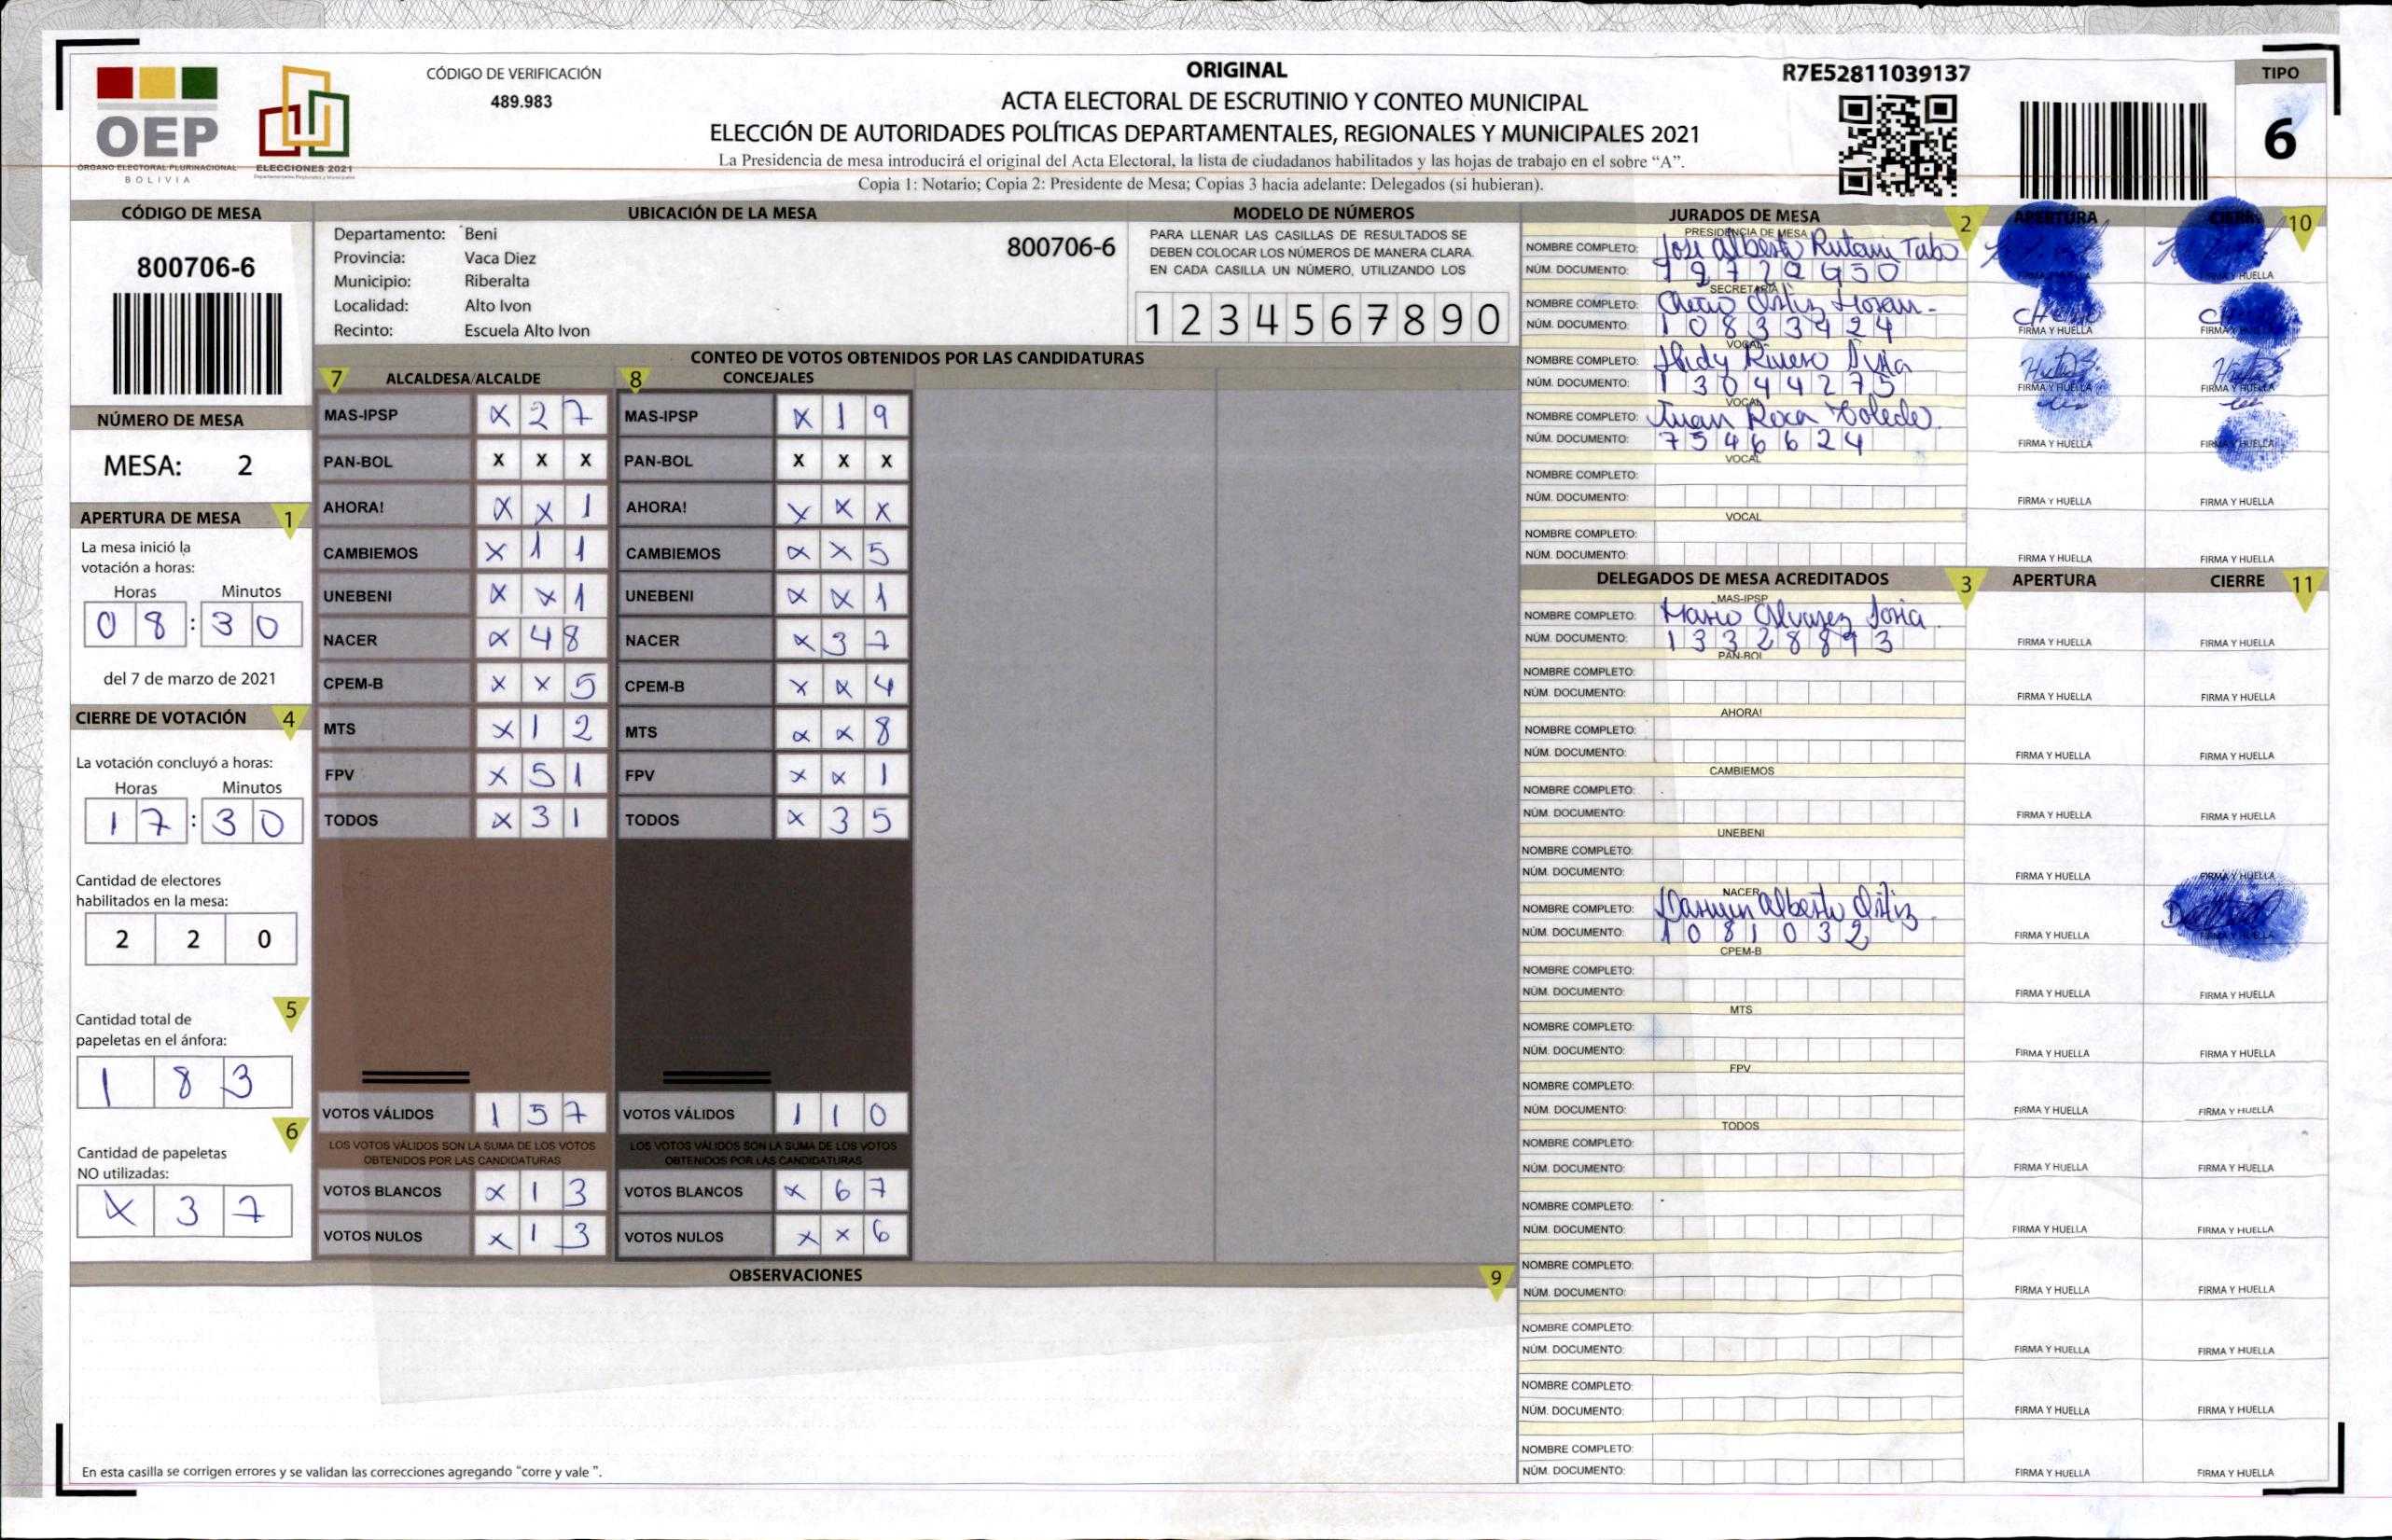 CÓDIGO DE VERIFICACIÓN
489.983
OEP
ÓRGANO ELECTORAL PLURINACIONAL
BOLIVIA
ELECCIONES 2021
ORIGINAL
ACTA ELECTORAL DE ESCRUTINIO Y CONTEO MUNICIPAL
ELECCIÓN DE AUTORIDADES POLÍTICAS DEPARTAMENTALES, REGIONALES Y MUNICIPALES 2021
La Presidencia de mesa introducirá el original del Acta Electoral, la lista de ciudadanos habilitados y las hojas de trabajo en el sobre “A”.
Copia 1: Notario; Copia 2: Presidente de Mesa; Copias 3 hacia adelante: Delegados (si hubieran).
R7E52811039137
TIPO
6
CÓDIGO DE MESA
800706-6
NÚMERO DE MESA
MESA: 2
APERTURA DE MESA 1
La mesa inició la
votación a horas:
Horas Minutos
0 8 : 3 0
del 7 de marzo de 2021
CIERRE DE VOTACIÓN 4
La votación concluyó a horas:
Horas Minutos
1 7 : 3 0
Cantidad de electores
habilitados en la mesa:
2 2 0
5
Cantidad total de
papeletas en el ánfora:
1 8 3
6
Cantidad de papeletas
NO utilizadas:
X 3 7
UBICACIÓN DE LA MESA
Departamento: Beni
Provincia: Vaca Diez
Municipio: Riberalta
Localidad: Alto Ivon
Recinto: Escuela Alto Ivon
800706-6
MODELO DE NÚMEROS
PARA LLENAR LAS CASILLAS DE RESULTADOS SE
DEBEN COLOCAR LOS NÚMEROS DE MANERA CLARA.
EN CADA CASILLA UN NÚMERO, UTILIZANDO LOS
1 2 3 4 5 6 7 8 9 0
CONTEO DE VOTOS OBTENIDOS POR LAS CANDIDATURAS
7 ALCALDESA/ALCALDE 8 CONCEJALES
MAS-IPSP X 2 7 MAS-IPSP X 1 9
PAN-BOL X X X PAN-BOL X X X
AHORA! X X 1 AHORA! X X X
CAMBIEMOS X 1 1 CAMBIEMOS X X 5
UNEBENI X X 1 UNEBENI X X 1
NACER X 4 8 NACER X 3 7
CPEM-B X X 5 CPEM-B X X 4
MTS X 1 2 MTS X X 8
FPV X 5 1 FPV X X 1
TODOS X 3 1 TODOS X 3 5
VOTOS VÁLIDOS 1 5 7 VOTOS VÁLIDOS 1 1 0
LOS VOTOS VÁLIDOS SON LA SUMA DE LOS VOTOS
OBTENIDOS POR LAS CANDIDATURAS
LOS VOTOS VÁLIDOS SON LA SUMA DE LOS VOTOS
OBTENIDOS POR LAS CANDIDATURAS
VOTOS BLANCOS X 1 3 VOTOS BLANCOS X 6 7
VOTOS NULOS X 1 3 VOTOS NULOS X X 6
OBSERVACIONES 9
En esta casilla se corrigen errores y se validan las correcciones agregando “corre y vale ”.
JURADOS DE MESA 2 APERTURA CIERRE 10
PRESIDENCIA DE MESA
NOMBRE COMPLETO: Jose Alberto Rutani Tabo
NÚM. DOCUMENTO:
FIRMA Y HUELLA
SECRETARIA
NOMBRE COMPLETO: Ortiz
NÚM. DOCUMENTO: 1 0 8 3 3 9 2 4
FIRMA Y HUELLA FIRMA Y HUELLA
VOCAL
NOMBRE COMPLETO: Rivero
NÚM. DOCUMENTO: 1 3 0 4 4 2 7 5
FIRMA Y HUELLA FIRMA Y HUELLA
VOCAL
NOMBRE COMPLETO: Juan Roca Toledo
NÚM. DOCUMENTO: 7 5 4 6 6 2 4
FIRMA Y HUELLA FIRMA Y HUELLA
VOCAL
NOMBRE COMPLETO:
NÚM. DOCUMENTO:
FIRMA Y HUELLA FIRMA Y HUELLA
VOCAL
NOMBRE COMPLETO:
NÚM. DOCUMENTO:
FIRMA Y HUELLA FIRMA Y HUELLA
DELEGADOS DE MESA ACREDITADOS 3 APERTURA CIERRE 11
MAS-IPSP
NOMBRE COMPLETO: Mario Alvarez Soria
NÚM. DOCUMENTO: 1 3 3 2 8 8 9 3
FIRMA Y HUELLA FIRMA Y HUELLA
PAN-BOL
NOMBRE COMPLETO:
NÚM. DOCUMENTO:
FIRMA Y HUELLA FIRMA Y HUELLA
AHORA!
NOMBRE COMPLETO:
NÚM. DOCUMENTO:
FIRMA Y HUELLA FIRMA Y HUELLA
CAMBIEMOS
NOMBRE COMPLETO:
NÚM. DOCUMENTO:
FIRMA Y HUELLA FIRMA Y HUELLA
UNEBENI
NOMBRE COMPLETO:
NÚM. DOCUMENTO:
FIRMA Y HUELLA FIRMA Y HUELLA
NACER
NOMBRE COMPLETO: Alberto Ortiz
NÚM. DOCUMENTO: 1 0 8 1 0 3 2
FIRMA Y HUELLA FIRMA Y HUELLA
CPEM-B
NOMBRE COMPLETO:
NÚM. DOCUMENTO:
FIRMA Y HUELLA FIRMA Y HUELLA
MTS
NOMBRE COMPLETO:
NÚM. DOCUMENTO:
FIRMA Y HUELLA FIRMA Y HUELLA
FPV
NOMBRE COMPLETO:
NÚM. DOCUMENTO:
FIRMA Y HUELLA FIRMA Y HUELLA
TODOS
NOMBRE COMPLETO:
NÚM. DOCUMENTO:
FIRMA Y HUELLA FIRMA Y HUELLA
NOMBRE COMPLETO:
NÚM. DOCUMENTO:
FIRMA Y HUELLA FIRMA Y HUELLA
NOMBRE COMPLETO:
NÚM. DOCUMENTO:
FIRMA Y HUELLA FIRMA Y HUELLA
NOMBRE COMPLETO:
NÚM. DOCUMENTO:
FIRMA Y HUELLA FIRMA Y HUELLA
NOMBRE COMPLETO:
NÚM. DOCUMENTO:
FIRMA Y HUELLA FIRMA Y HUELLA
NOMBRE COMPLETO:
NÚM. DOCUMENTO:
FIRMA Y HUELLA FIRMA Y HUELLA